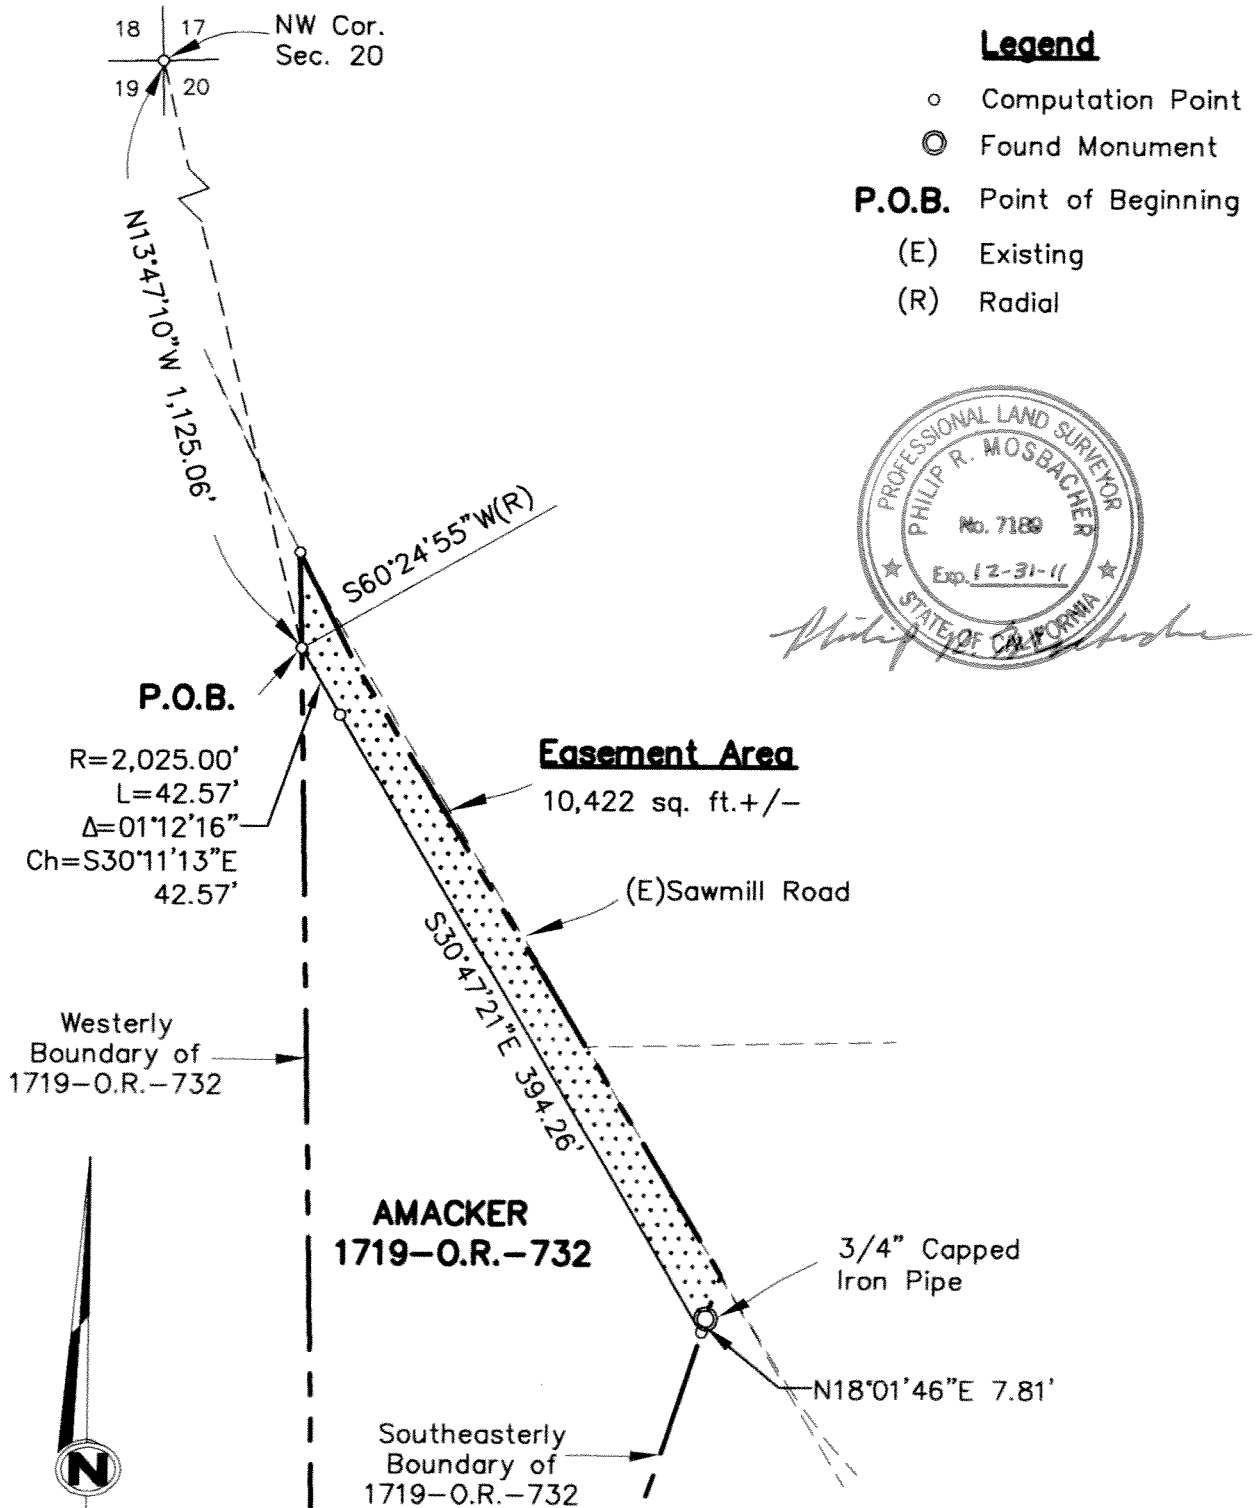 18 17
19 20
NW Cor.
Sec. 20
Legend
Computation Point
Found Monument
P.O.B. Point of Beginning
(E) Existing
(R) Radial
N13°47'10"W 1,125.06'
PROFESSIONAL LAND SURVEYOR
PHILIP R. MOSBACHER
No. 7189
Exp. 12-31-11
STATE OF CALIFORNIA
S60°24'55"W(R)
P.O.B.
R=2,025.00'
L=42.57'
Δ=01°12'16"
Ch=S30°11'13"E
42.57'
Easement Area
10,422 sq. ft.+/-
(E)Sawmill Road
S30°47'21"E 394.26'
Westerly
Boundary of
1719-O.R.-732
AMACKER
1719-O.R.-732
3/4" Capped
Iron Pipe
N18°01'46"E 7.81'
Southeasterly
Boundary of
1719-O.R.-732
N